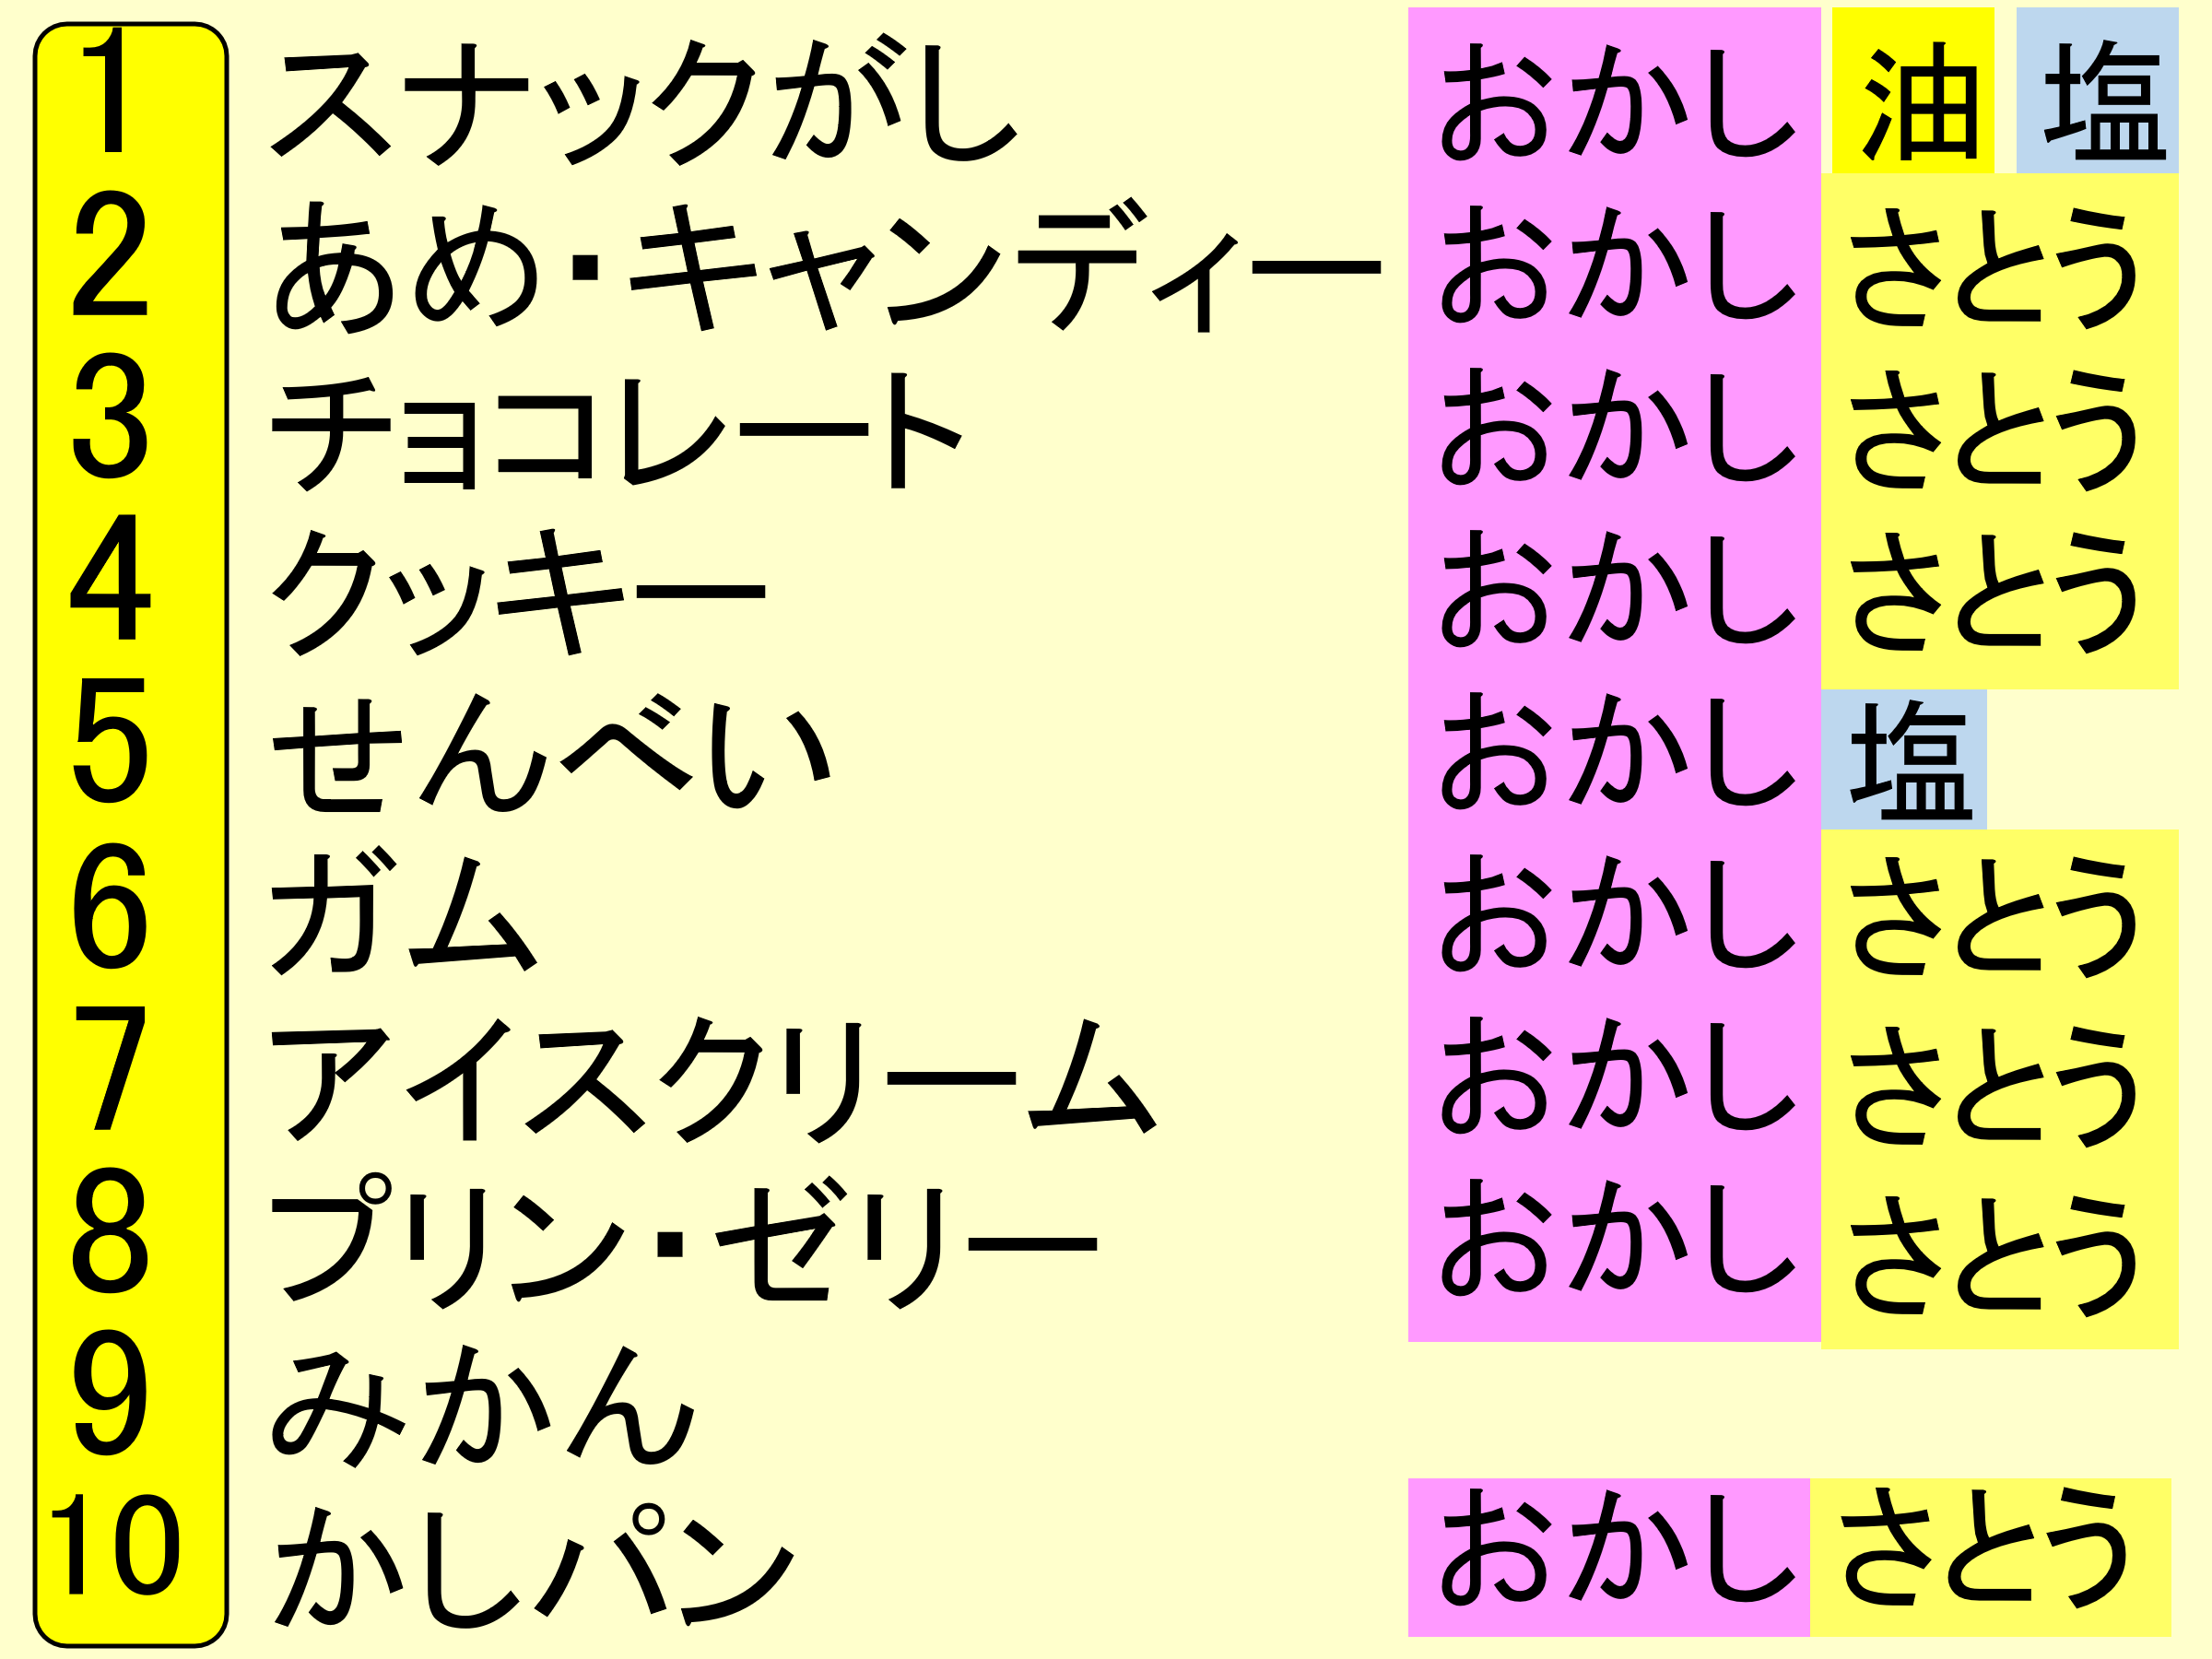 1 スナックがし おかし 油 塩
2 あめ・キャンディー おかし さとう
3 チョコレート おかし さとう
4 クッキー おかし さとう
5 せんべい おかし 塩
6 ガム おかし さとう
7 アイスクリーム おかし さとう
8 プリン・ゼリー おかし さとう
9 みかん
10 かしパン おかし さとう